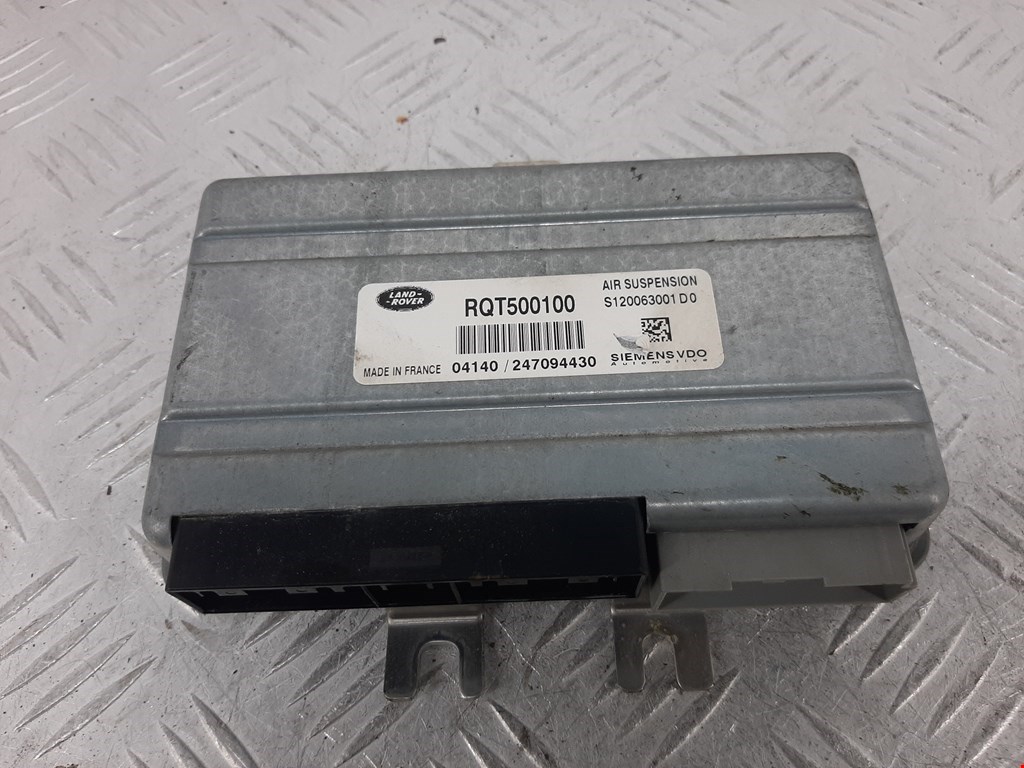 LAND-
-ROVER
RQT500100
AIR SUSPENSION
S120063001 D0
MADE IN FRANCE 04140 / 247094430
SIEMENS VDO
Automotive